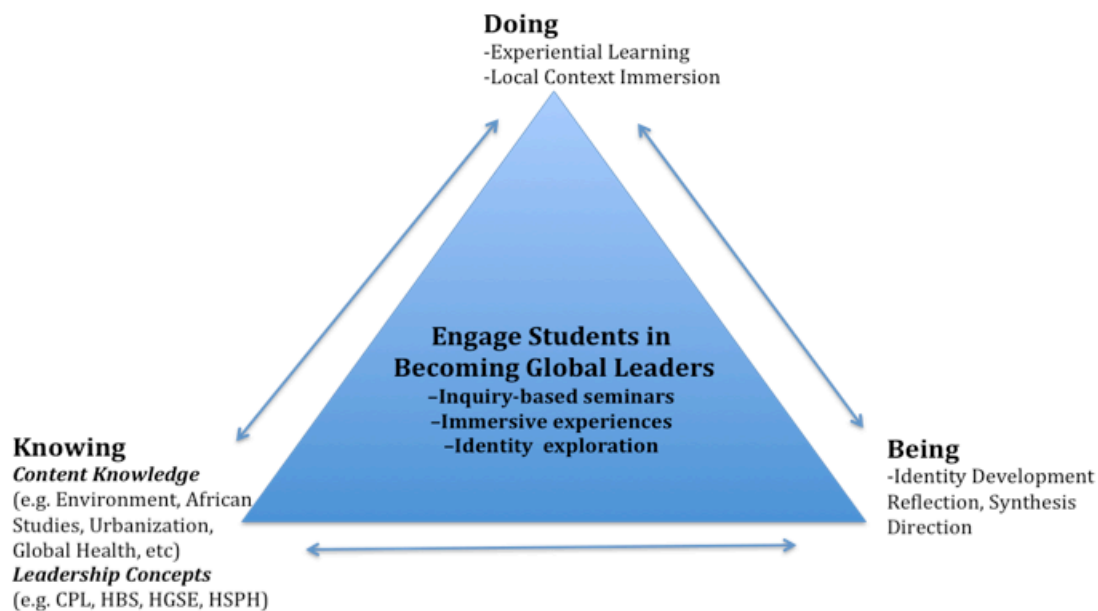 Doing
-Experiential Learning
-Local Context Immersion
Engage Students in
Becoming Global Leaders
–Inquiry-based seminars
–Immersive experiences
–Identity exploration
Knowing
Content Knowledge
(e.g. Environment, African
Studies, Urbanization,
Global Health, etc)
Leadership Concepts
(e.g. CPL, HBS, HGSE, HSPH)
Being
-Identity Development
Reflection, Synthesis
Direction